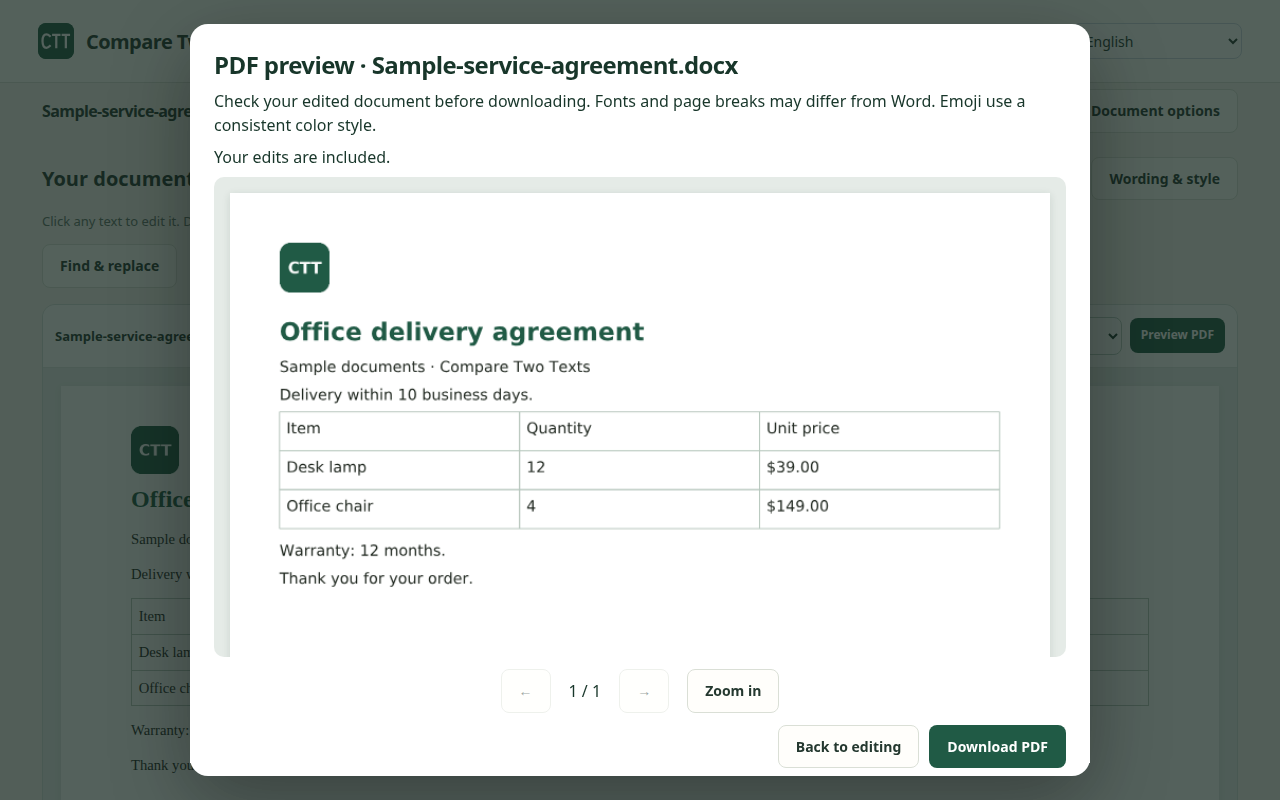 CTT
Compare T
English
Sample-service-agre
Document options
Your document
Wording & style
Click any text to edit it. D
Find & replace
Sample-service-agree
Preview PDF
CTT
Office
Sample do
Delivery w
Item
Desk lam
Office ch
Warranty:
Thank you
PDF preview · Sample-service-agreement.docx
Check your edited document before downloading. Fonts and page breaks may differ from Word. Emoji use a
consistent color style.
Your edits are included.
CTT
Office delivery agreement
Sample documents · Compare Two Texts
Delivery within 10 business days.
Item Quantity Unit price
Desk lamp 12 $39.00
Office chair 4 $149.00
Warranty: 12 months.
Thank you for your order.
← 1 / 1 → Zoom in
Back to editing Download PDF